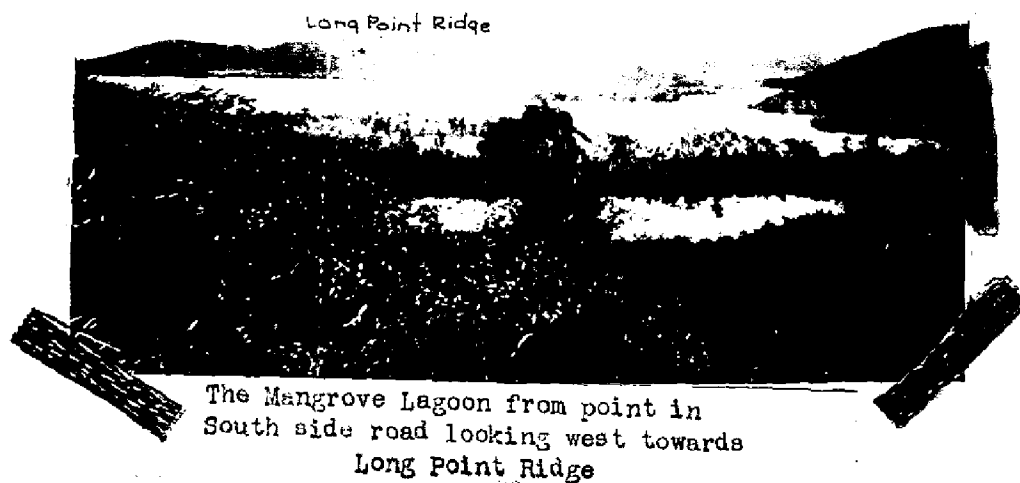 Long Point Ridge
The Mangrove Lagoon from point in
South side road looking west towards
Long Point Ridge